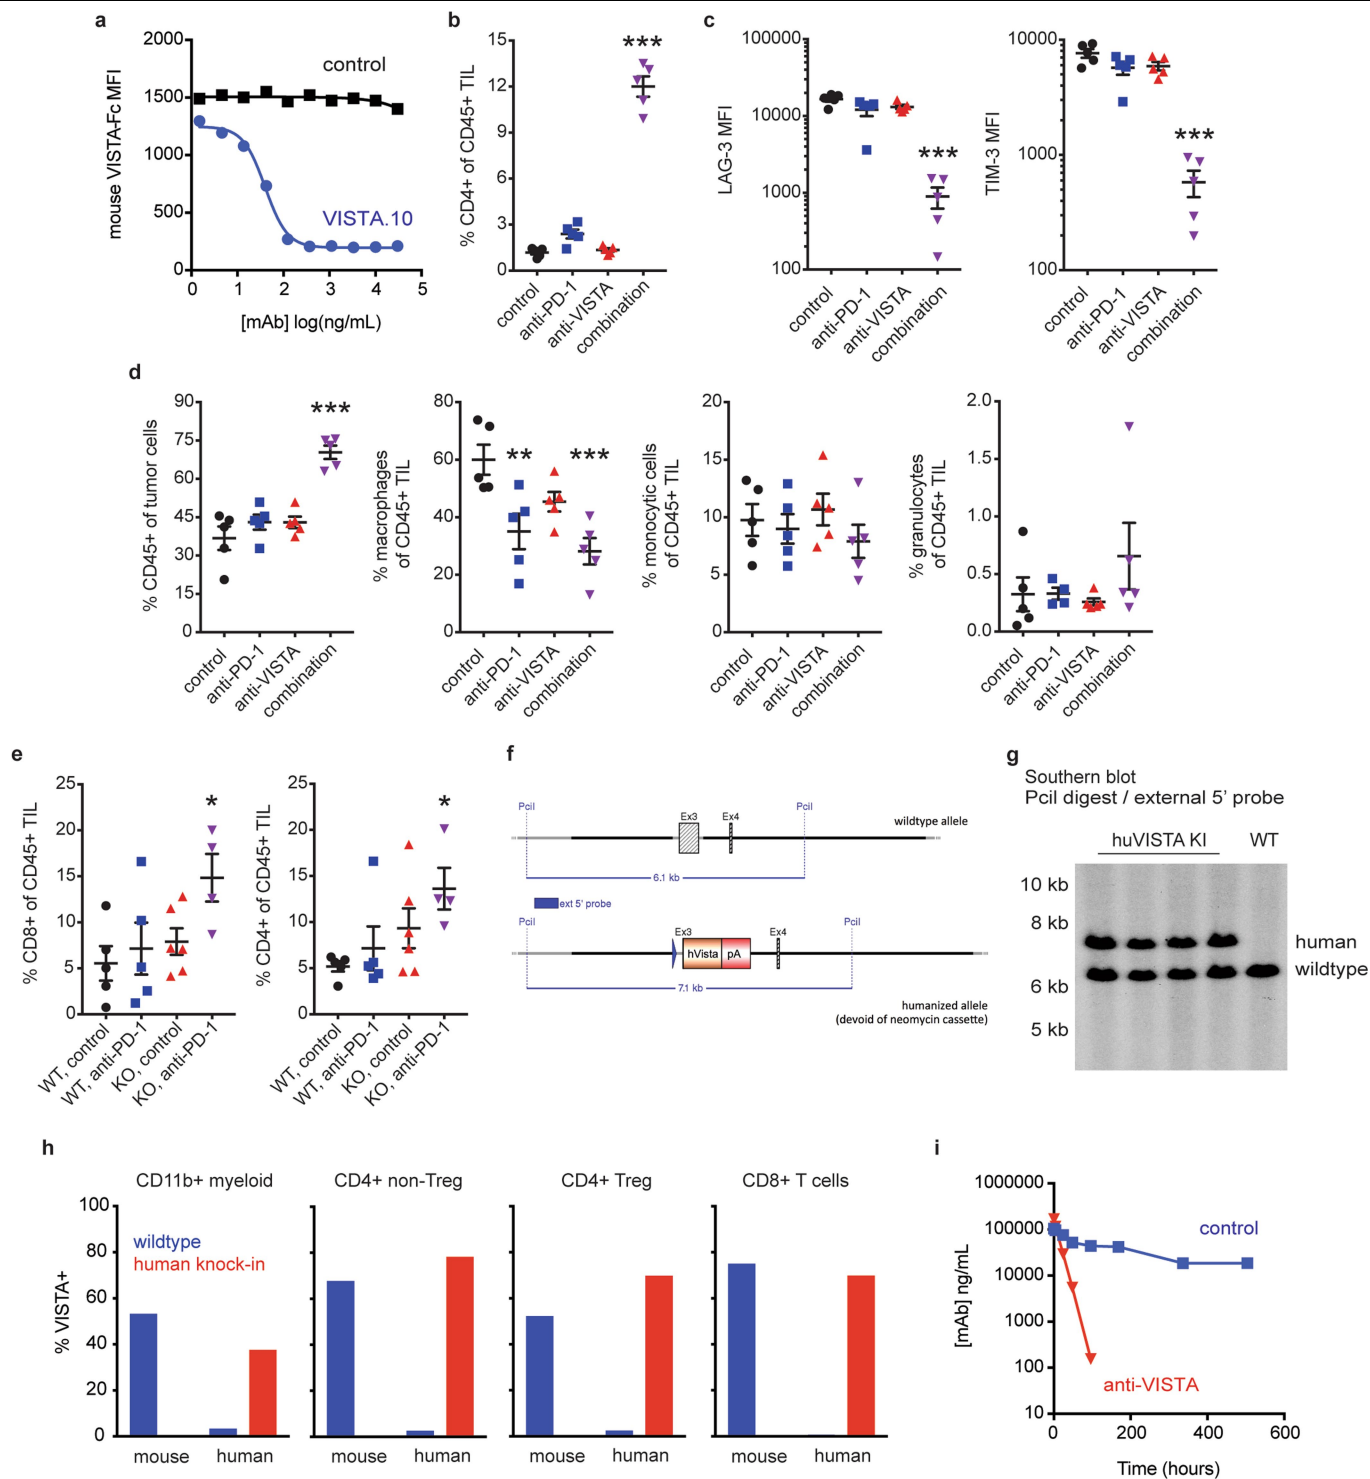 a
2000
1500
1000
500
0
mouse VISTA-Fc MFI
control
VISTA.10
0 1 2 3 4 5
[mAb] log(ng/mL)
b
15
12
9
6
3
0
% CD4+ of CD45+ TIL
***
control
anti-PD-1
anti-VISTA
combination
c
100000
10000
1000
100
LAG-3 MFI
***
control
anti-PD-1
anti-VISTA
combination
10000
1000
100
TIM-3 MFI
***
control
anti-PD-1
anti-VISTA
combination
d
90
75
60
45
30
15
0
% CD45+ of tumor cells
***
control
anti-PD-1
anti-VISTA
combination
80
60
40
20
0
% macrophages
of CD45+ TIL
** ***
control
anti-PD-1
anti-VISTA
combination
20
15
10
5
0
% monocytic cells
of CD45+ TIL
control
anti-PD-1
anti-VISTA
combination
2.0
1.5
1.0
0.5
0.0
% granulocytes
of CD45+ TIL
control
anti-PD-1
anti-VISTA
combination
e
25
20
15
10
5
0
% CD8+ of CD45+ TIL
*
WT, control
WT, anti-PD-1
KO, control
KO, anti-PD-1
25
20
15
10
5
0
% CD4+ of CD45+ TIL
*
WT, control
WT, anti-PD-1
KO, control
KO, anti-PD-1
f
PciI PciI
Ex3 Ex4
wildtype allele
6.1 kb
ext 5' probe
PciI PciI
Ex3 Ex4
hVista pA
7.1 kb
humanized allele
(devoid of neomycin cassette)
g
Southern blot
PciI digest / external 5' probe
huVISTA KI WT
10 kb
8 kb
6 kb
5 kb
human
wildtype
h
CD11b+ myeloid CD4+ non-Treg CD4+ Treg CD8+ T cells
100
80
60
40
20
0
% VISTA+
wildtype
human knock-in
mouse human mouse human mouse human mouse human
i
1000000
100000
10000
1000
100
10
[mAb] ng/mL
control
anti-VISTA
0 200 400 600
Time (hours)